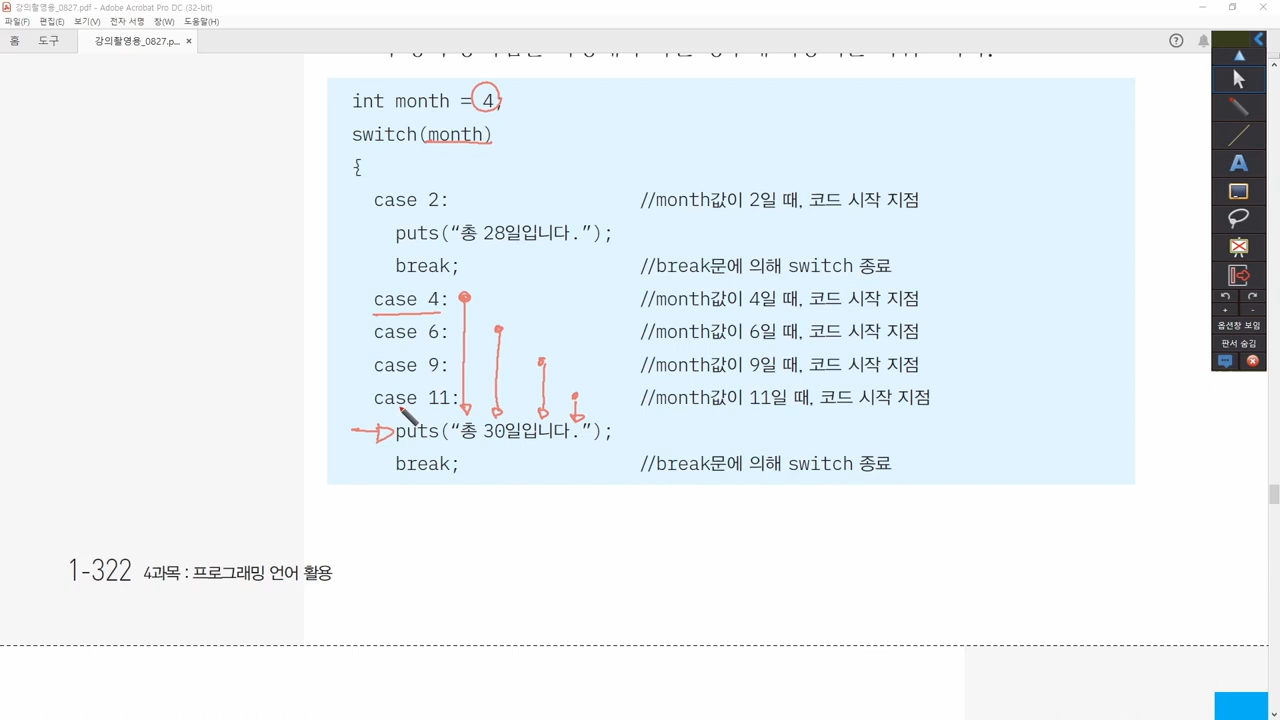 강의촬영용_0827.pdf - Adobe Acrobat Pro DC (32-bit)
파일(F) 편집(E) 보기(V) 전자 서명 창(W) 도움말(H)
홈 도구 강의촬영용_0827.p... ×
int month = 4;
switch(month)
{
case 2: //month값이 2일 때, 코드 시작 지점
puts(“총 28일입니다.”);
break; //break문에 의해 switch 종료
case 4: //month값이 4일 때, 코드 시작 지점
case 6: //month값이 6일 때, 코드 시작 지점
case 9: //month값이 9일 때, 코드 시작 지점
case 11: //month값이 11일 때, 코드 시작 지점
puts(“총 30일입니다.”);
break; //break문에 의해 switch 종료
1-322 4과목 : 프로그래밍 언어 활용
옵션창 보임
판서 숨김